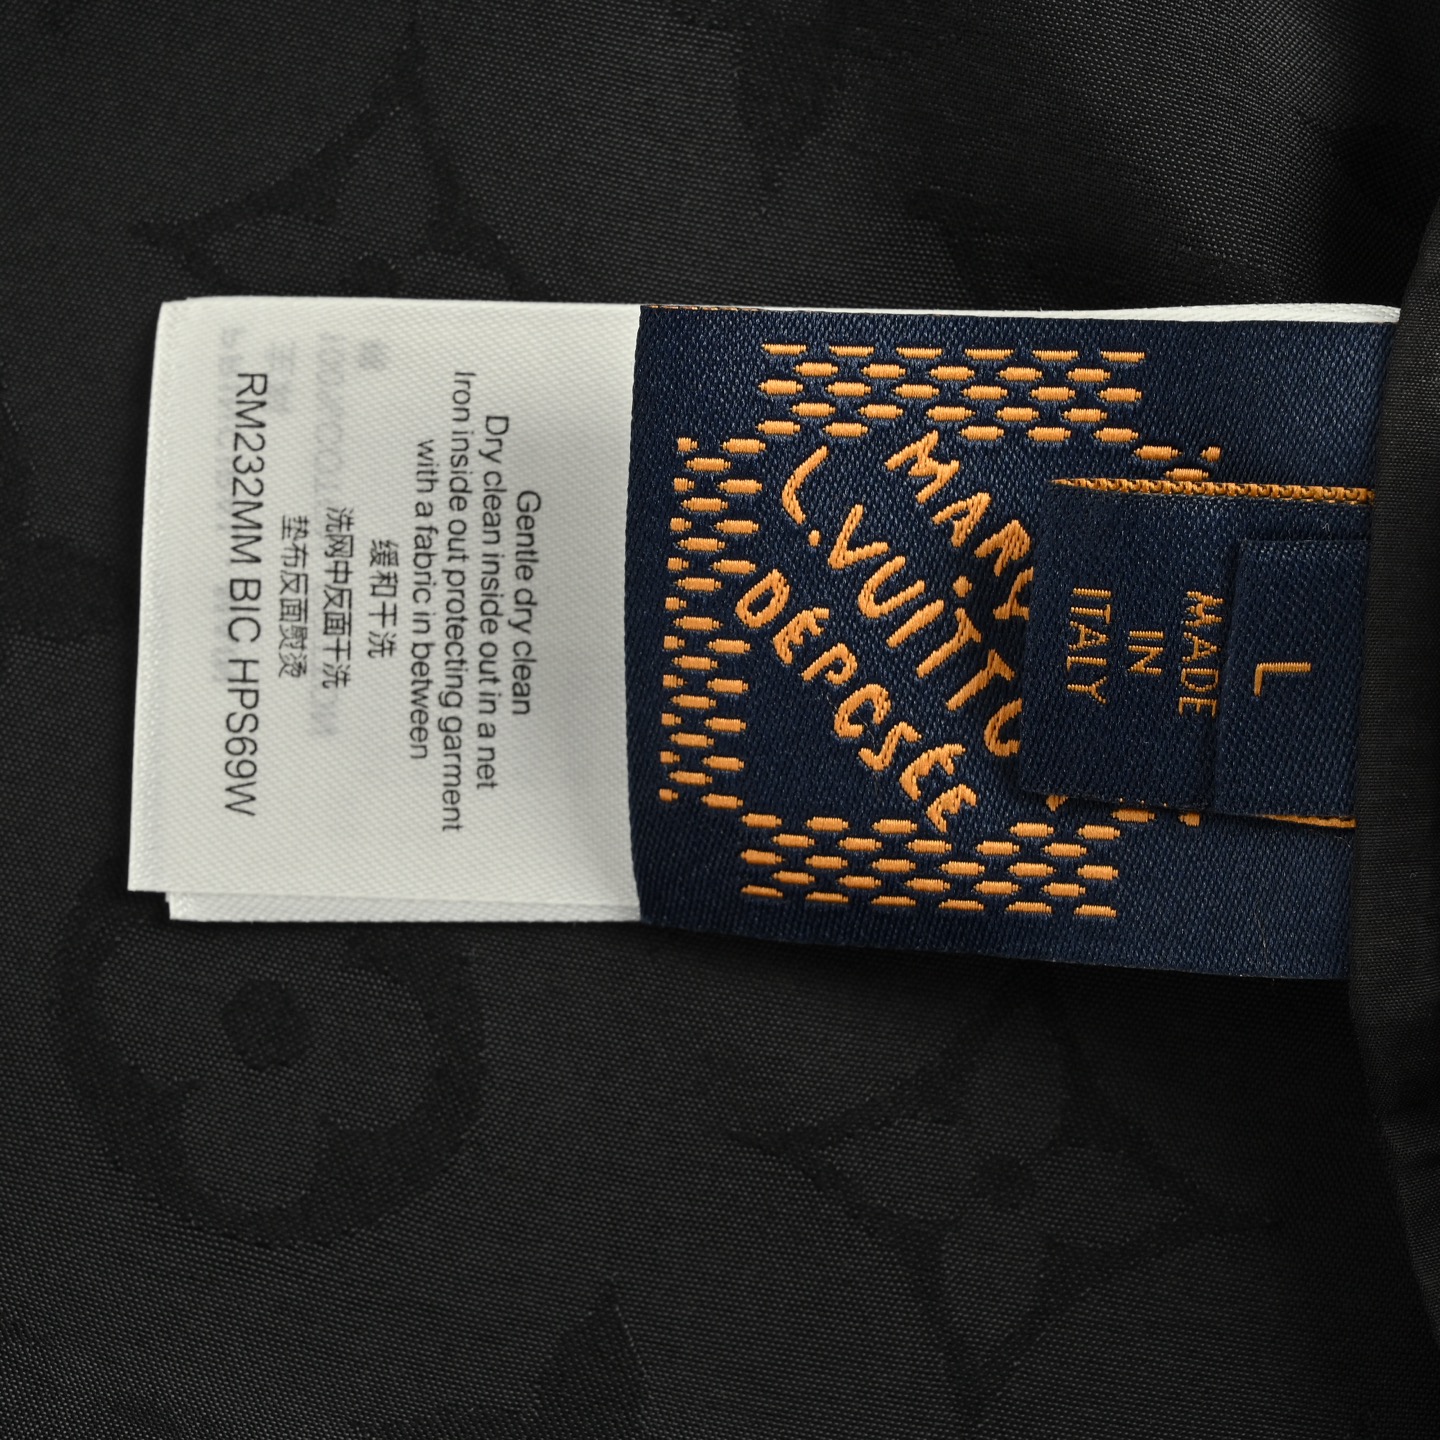 Gentle dry clean
Dry clean inside out in a net
Iron inside out protecting garment
with a fabric in between
缓和干洗
洗网中反面干洗
垫布反面熨烫
RM232MM BIC HPS69W
L
MADE
IN
ITALY
L.VUITTO
DÉPOSÉE